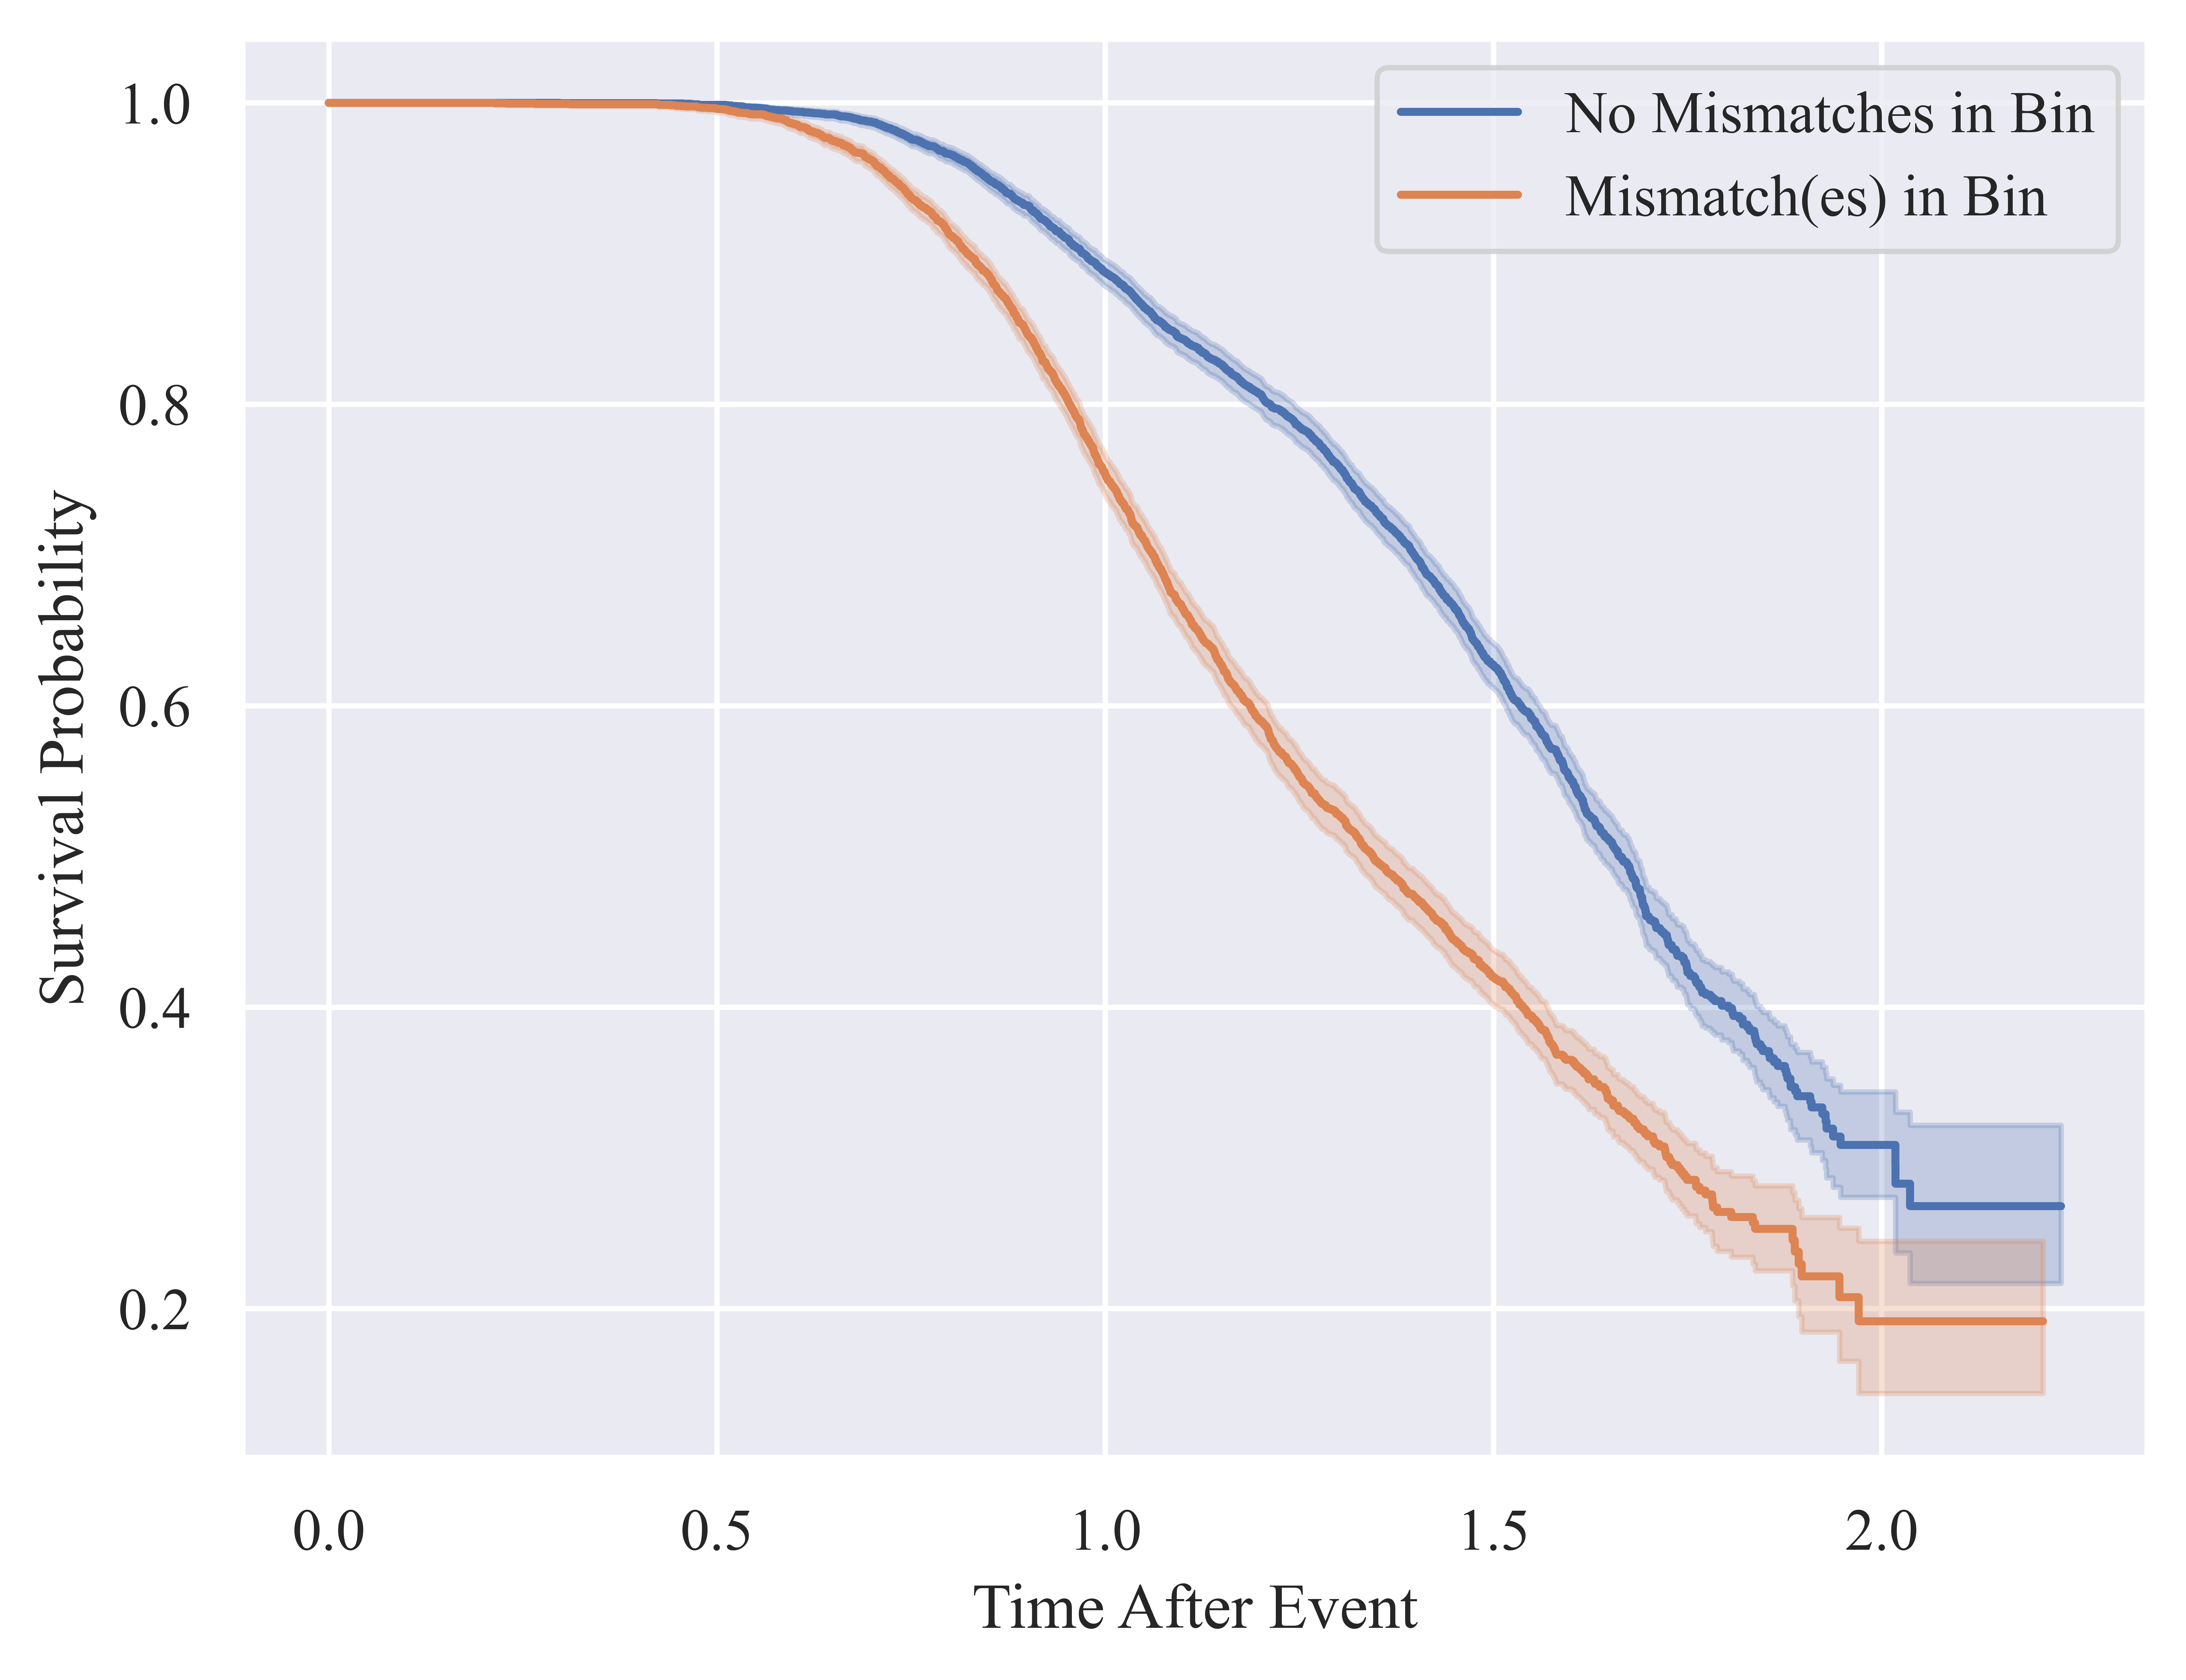 No Mismatches in Bin
Mismatch(es) in Bin
1.0
0.8
0.6
0.4
0.2
Survival Probability
0.0 0.5 1.0 1.5 2.0
Time After Event